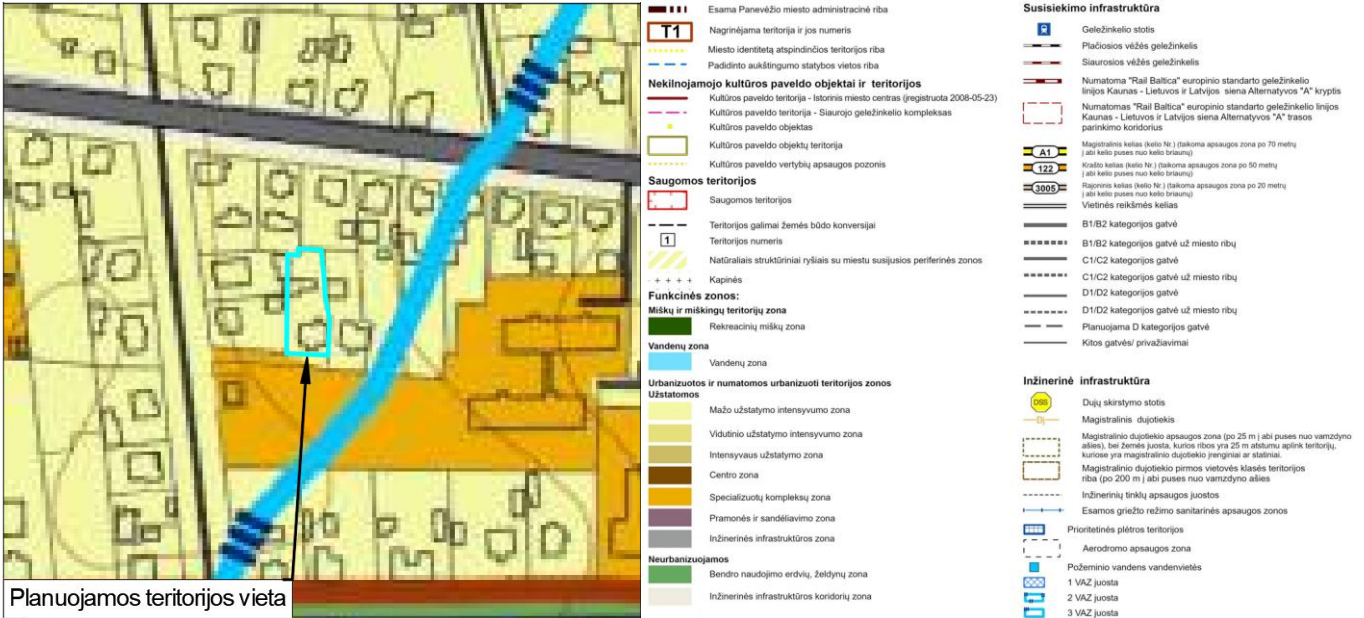 Planuojamos teritorijos vieta
Esama Panevėžio miesto administracinė riba
T1
Nagrinėjama teritorija ir jos numeris
Miesto identitetą atspindinčios teritorijos riba
Padidinto aukštingumo statybos vietos riba
Nekilnojamojo kultūros paveldo objektai ir teritorijos
Kultūros paveldo teritorija - Istorinis miesto centras (įregistruota 2008-05-23)
Kultūros paveldo teritorija - Siaurojo geležinkelio kompleksas
Kultūros paveldo objektas
Kultūros paveldo objektų teritorija
Kultūros paveldo vertybių apsaugos pozonis
Saugomos teritorijos
Saugomos teritorijos
Teritorijos galimai žemės būdo konversijai
1
Teritorijos numeris
Natūraliais struktūriniai ryšiais su miestu susijusios periferinės zonos
Kapinės
Funkcinės zonos:
Miškų ir miškingų teritorijų zona
Rekreacinių miškų zona
Vandenų zona
Vandenų zona
Urbanizuotos ir numatomos urbanizuoti teritorijos zonos
Užstatomos
Mažo užstatymo intensyvumo zona
Vidutinio užstatymo intensyvumo zona
Intensyvaus užstatymo zona
Centro zona
Specializuotų kompleksų zona
Pramonės ir sandėliavimo zona
Inžinerinės infrastruktūros zona
Neurbanizuojamos
Bendro naudojimo erdvių, želdynų zona
Inžinerinės infrastruktūros koridorių zona
Susisiekimo infrastruktūra
Geležinkelio stotis
Plačiosios vėžės geležinkelis
Siaurosios vėžės geležinkelis
Numatoma "Rail Baltica" europinio standarto geležinkelio
linijos Kaunas - Lietuvos ir Latvijos siena Alternatyvos "A" kryptis
Numatomas "Rail Baltica" europinio standarto geležinkelio linijos
Kaunas - Lietuvos ir Latvijos siena Alternatyvos "A" trasos
parinkimo koridorius
A1
Magistralinis kelias (kelio Nr.) (taikoma apsaugos zona po 70 metrų
į abi kelio puses nuo kelio briaunų)
122
Krašto kelias (kelio Nr.) (taikoma apsaugos zona po 50 metrų
į abi kelio puses nuo kelio briaunų)
3005
Rajoninis kelias (kelio Nr.) (taikoma apsaugos zona po 20 metrų
į abi kelio puses nuo kelio briaunų)
Vietinės reikšmės kelias
B1/B2 kategorijos gatvė
B1/B2 kategorijos gatvė už miesto ribų
C1/C2 kategorijos gatvė
C1/C2 kategorijos gatvė už miesto ribų
D1/D2 kategorijos gatvė
D1/D2 kategorijos gatvė už miesto ribų
Planuojama D kategorijos gatvė
Kitos gatvės/ privažiavimai
Inžinerinė infrastruktūra
DSS
Dujų skirstymo stotis
Dj
Magistralinis dujotiekis
Magistralinio dujotiekio apsaugos zona (po 25 m į abi puses nuo vamzdyno
ašies), bei žemės juosta, kurios ribos yra 25 m atstumu aplink teritorijų,
kuriose yra magistralinio dujotiekio įrenginiai ar statiniai.
Magistralinio dujotiekio pirmos vietovės klasės teritorijos
riba (po 200 m į abi puses nuo vamzdyno ašies
Inžinerinių tinklų apsaugos juostos
Esamos griežto režimo sanitarinės apsaugos zonos
Prioritetinės plėtros teritorijos
Aerodromo apsaugos zona
Požeminio vandens vandenvietės
1 VAZ juosta
2 VAZ juosta
3 VAZ juosta